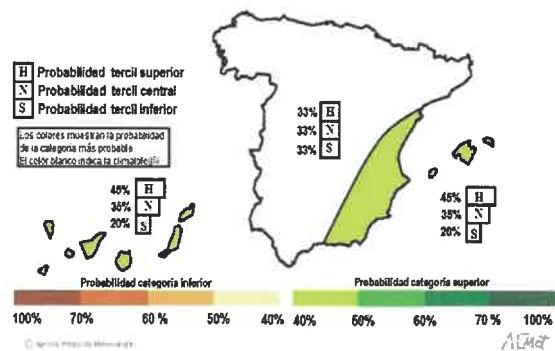 H Probabilidad tercil superior
N Probabilidad tercil central
S Probabilidad tercil inferior
Los colores muestran la probabilidad
de la categoría más probable
El color blanco indica la climatología
33% H
33% N
33% S
45% H
35% N
20% S
45% H
35% N
20% S
Probabilidad categoría inferior
Probabilidad categoría superior
100% 70% 60 % 50% 40%
40% 50% 60% 70 % 100%
©
AEMet